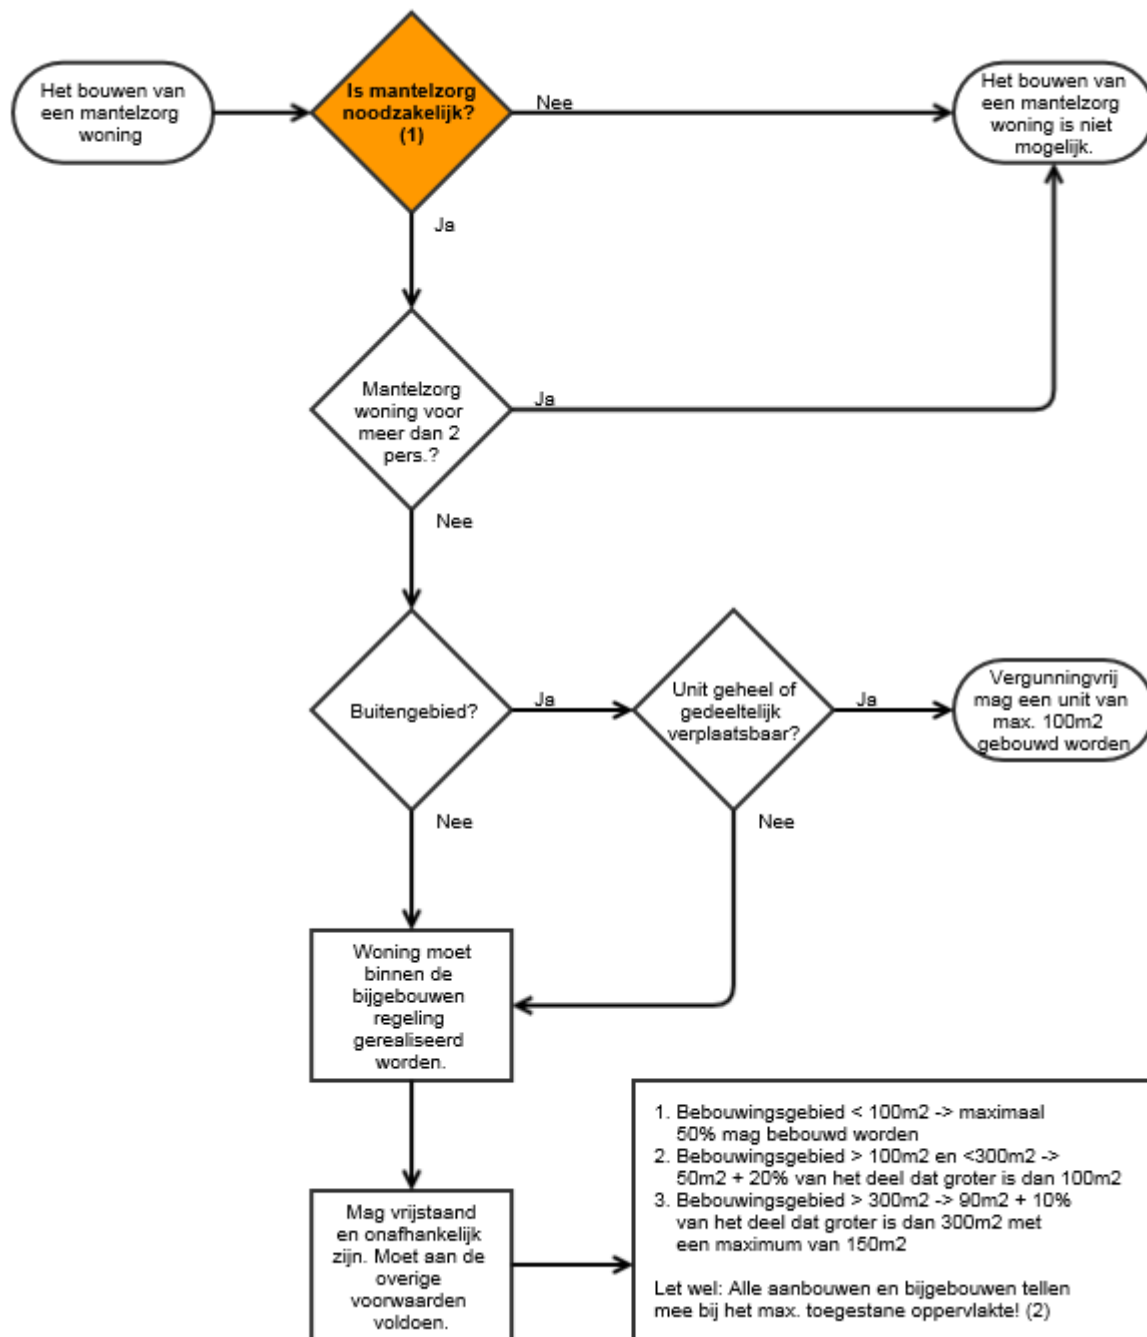 Het bouwen van
een mantelzorg
woning
Is mantelzorg
noodzakelijk?
(1)
Nee
Het bouwen van
een mantelzorg
woning is niet
mogelijk.
Ja
Mantelzorg
woning voor
meer dan 2
pers.?
Ja
Nee
Buitengebied?
Ja
Unit geheel of
gedeeltelijk
verplaatsbaar?
Ja
Vergunningvrij
mag een unit van
max. 100m2
gebouwd worden
Nee
Nee
Woning moet
binnen de
bijgebouwen
regeling
gerealiseerd
worden.
Mag vrijstaand
en onafhankelijk
zijn. Moet aan de
overige
voorwaarden
voldoen.
1. Bebouwingsgebied < 100m2 -> maximaal
50% mag bebouwd worden
2. Bebouwingsgebied > 100m2 en <300m2 ->
50m2 + 20% van het deel dat groter is dan 100m2
3. Bebouwingsgebied > 300m2 -> 90m2 + 10%
van het deel dat groter is dan 300m2 met
een maximum van 150m2
Let wel: Alle aanbouwen en bijgebouwen tellen
mee bij het max. toegestane oppervlakte! (2)